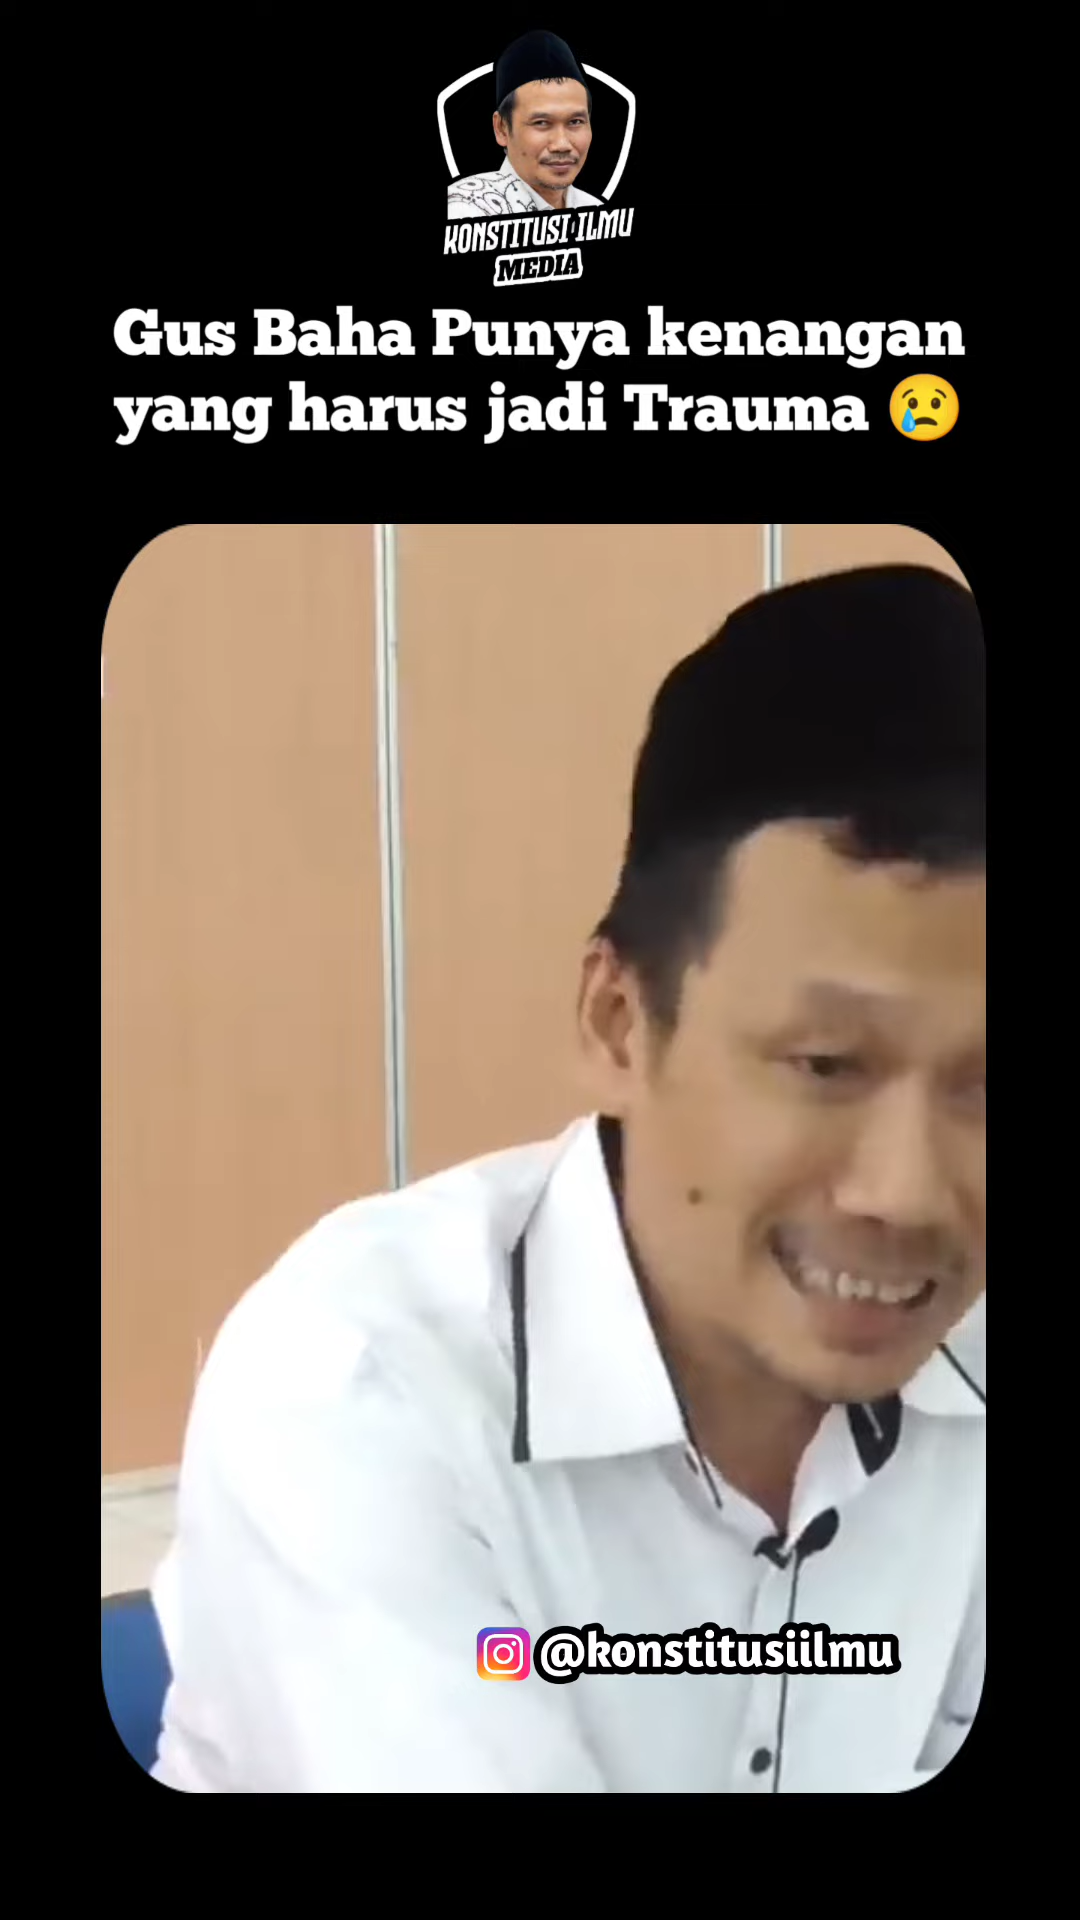 KONSTITUSI ILMU
MEDIA
Gus Baha Punya kenangan
yang harus jadi Trauma 😢
@konstitusiilmu